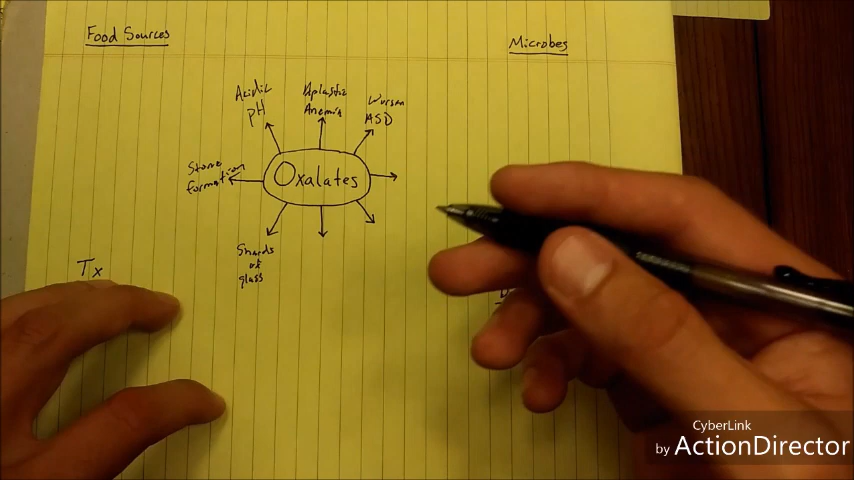 Food Sources
Microbes
Acidic
pH
Aplastic
Anemia
Worsen
ASD
Stone
formation
Oxalates
Shards
of
glass
Tx
CyberLink
by ActionDirector